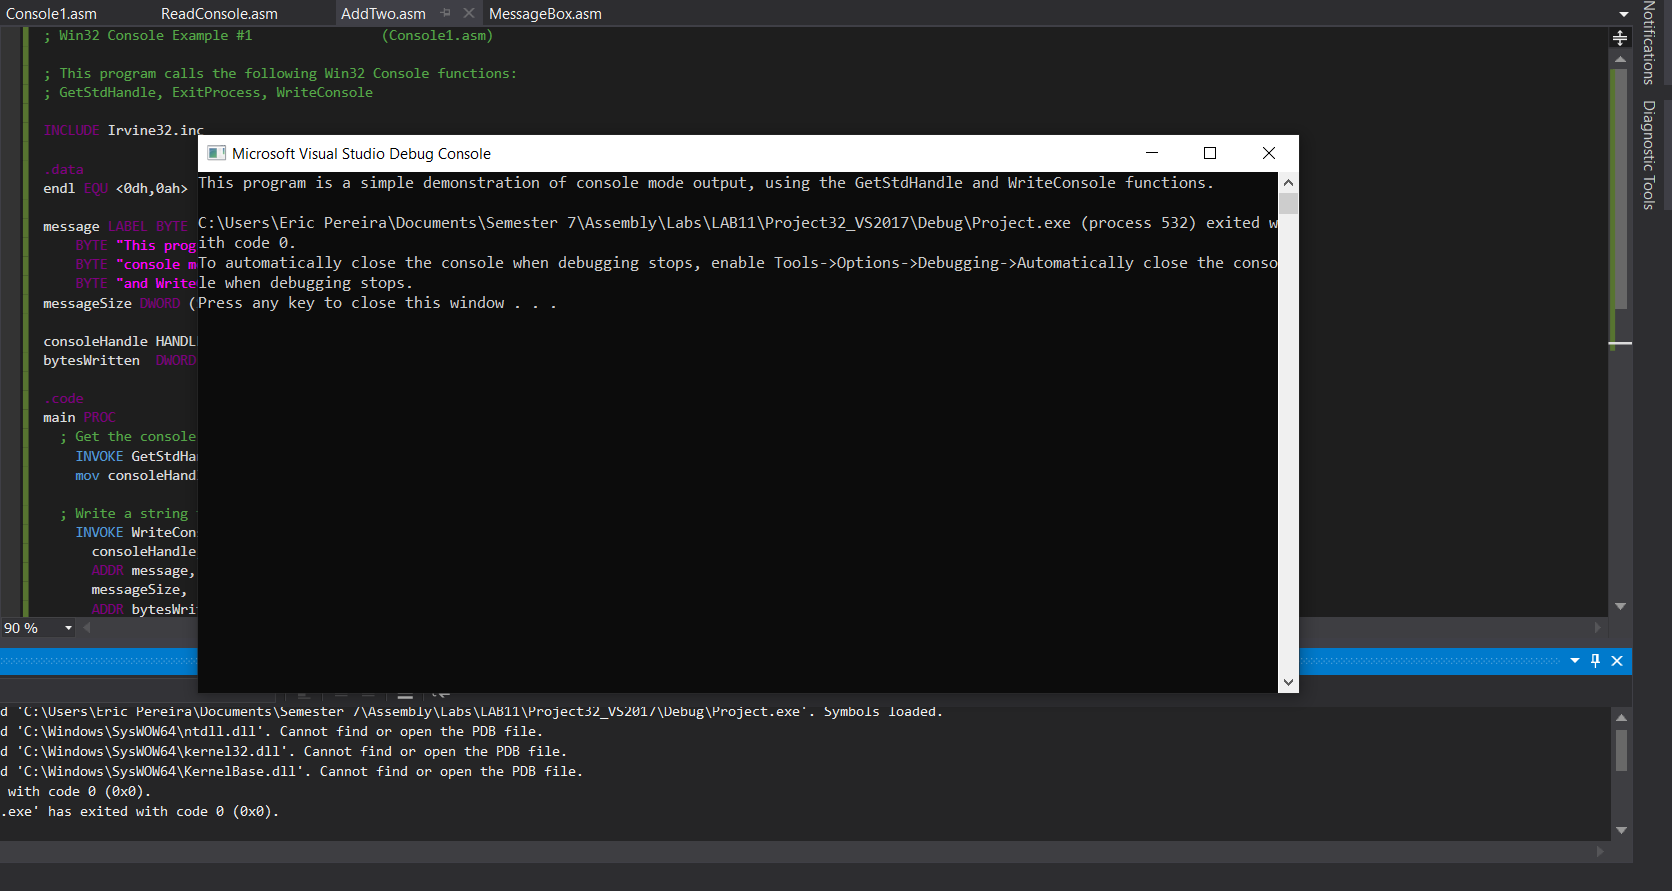 Console1.asm ReadConsole.asm AddTwo.asm MessageBox.asm
; Win32 Console Example #1 (Console1.asm)
; This program calls the following Win32 Console functions:
; GetStdHandle, ExitProcess, WriteConsole
INCLUDE Irvine32.inc
.data
endl EQU <0dh,0ah>
message LABEL BYTE
BYTE "This prog
BYTE "console m
BYTE "and Write
messageSize DWORD (
consoleHandle HANDL
bytesWritten DWORD
.code
main PROC
; Get the console
INVOKE GetStdHan
mov consoleHandl
; Write a string
INVOKE WriteCons
consoleHandle
ADDR message,
messageSize,
ADDR bytesWrit
90 %
Microsoft Visual Studio Debug Console
This program is a simple demonstration of console mode output, using the GetStdHandle and WriteConsole functions.
C:\Users\Eric Pereira\Documents\Semester 7\Assembly\Labs\LAB11\Project32_VS2017\Debug\Project.exe (process 532) exited w
ith code 0.
To automatically close the console when debugging stops, enable Tools->Options->Debugging->Automatically close the conso
le when debugging stops.
Press any key to close this window . . .
d 'C:\Users\Eric Pereira\Documents\Semester 7\Assembly\Labs\LAB11\Project32_VS2017\Debug\Project.exe'. Symbols loaded.
d 'C:\Windows\SysWOW64\ntdll.dll'. Cannot find or open the PDB file.
d 'C:\Windows\SysWOW64\kernel32.dll'. Cannot find or open the PDB file.
d 'C:\Windows\SysWOW64\KernelBase.dll'. Cannot find or open the PDB file.
with code 0 (0x0).
.exe' has exited with code 0 (0x0).
Notifications
Diagnostic Tools